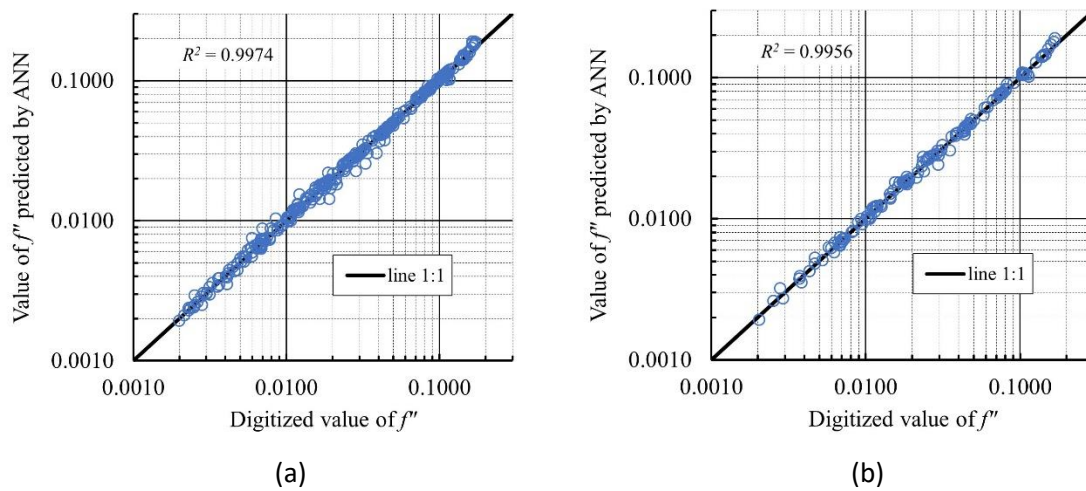 R² = 0.9974
Value of f″ predicted by ANN
0.1000
0.0100
0.0010
line 1:1
0.0010 0.0100 0.1000
Digitized value of f″
(a)
R² = 0.9956
Value of f″ predicted by ANN
0.1000
0.0100
0.0010
line 1:1
0.0010 0.0100 0.1000
Digitized value of f″
(b)